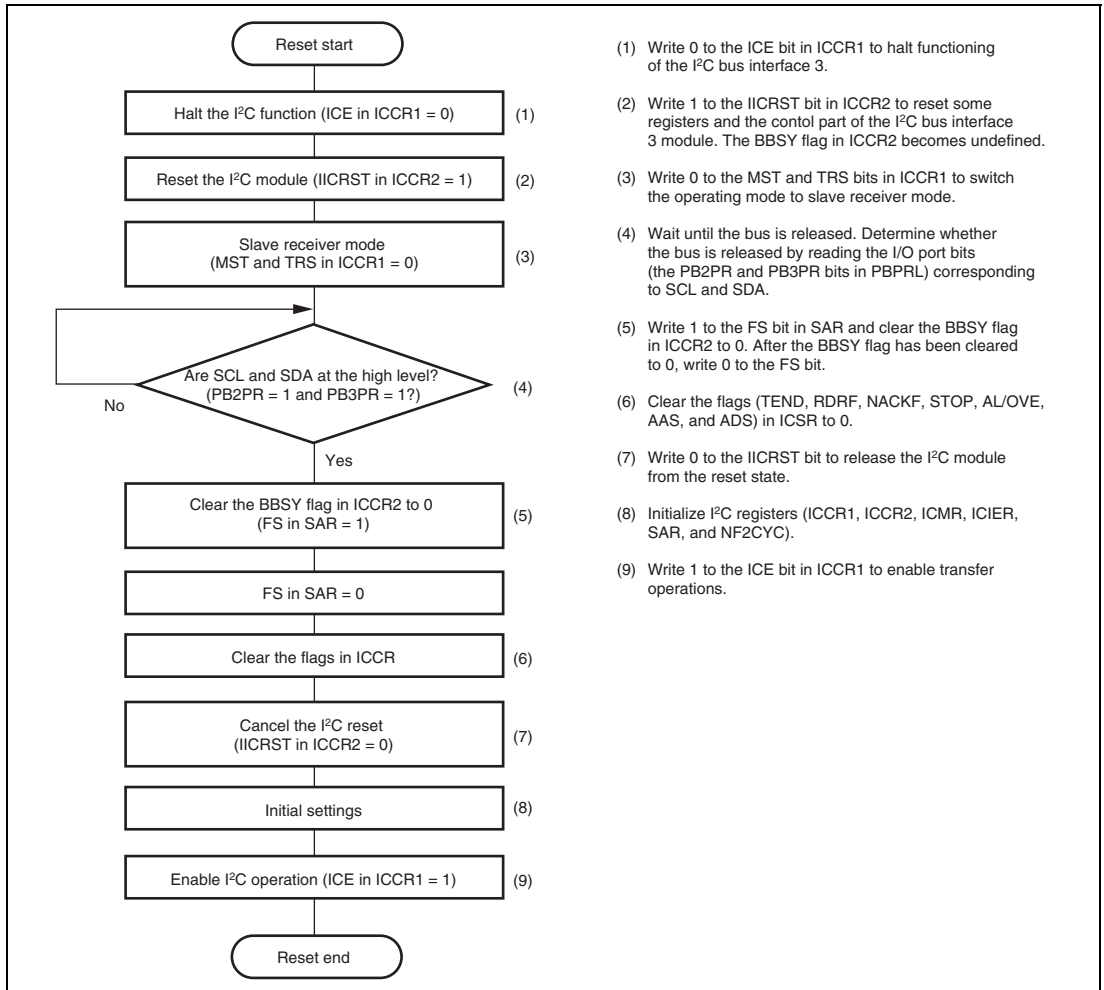 Reset start
Halt the I²C function (ICE in ICCR1 = 0)
(1)
Reset the I²C module (IICRST in ICCR2 = 1)
(2)
Slave receiver mode
(MST and TRS in ICCR1 = 0)
(3)
Are SCL and SDA at the high level?
(PB2PR = 1 and PB3PR = 1?)
(4)
No
Yes
Clear the BBSY flag in ICCR2 to 0
(FS in SAR = 1)
(5)
FS in SAR = 0
Clear the flags in ICCR
(6)
Cancel the I²C reset
(IICRST in ICCR2 = 0)
(7)
Initial settings
(8)
Enable I²C operation (ICE in ICCR1 = 1)
(9)
Reset end
(1) Write 0 to the ICE bit in ICCR1 to halt functioning
of the I²C bus interface 3.
(2) Write 1 to the IICRST bit in ICCR2 to reset some
registers and the contol part of the I²C bus interface
3 module. The BBSY flag in ICCR2 becomes undefined.
(3) Write 0 to the MST and TRS bits in ICCR1 to switch
the operating mode to slave receiver mode.
(4) Wait until the bus is released. Determine whether
the bus is released by reading the I/O port bits
(the PB2PR and PB3PR bits in PBPRL) corresponding
to SCL and SDA.
(5) Write 1 to the FS bit in SAR and clear the BBSY flag
in ICCR2 to 0. After the BBSY flag has been cleared
to 0, write 0 to the FS bit.
(6) Clear the flags (TEND, RDRF, NACKF, STOP, AL/OVE,
AAS, and ADS) in ICSR to 0.
(7) Write 0 to the IICRST bit to release the I²C module
from the reset state.
(8) Initialize I²C registers (ICCR1, ICCR2, ICMR, ICIER,
SAR, and NF2CYC).
(9) Write 1 to the ICE bit in ICCR1 to enable transfer
operations.